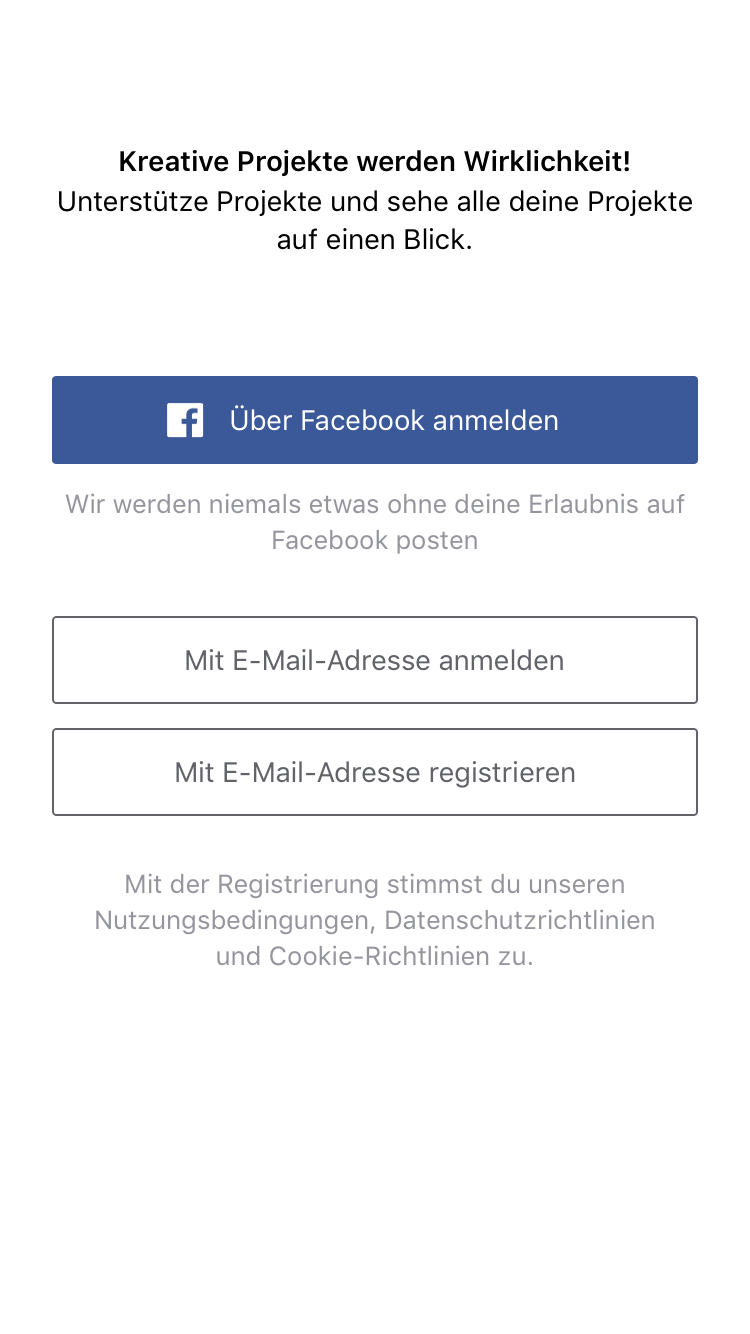 Kreative Projekte werden Wirklichkeit!
Unterstütze Projekte und sehe alle deine Projekte
auf einen Blick.
Über Facebook anmelden
Wir werden niemals etwas ohne deine Erlaubnis auf
Facebook posten
Mit E-Mail-Adresse anmelden
Mit E-Mail-Adresse registrieren
Mit der Registrierung stimmst du unseren
Nutzungsbedingungen, Datenschutzrichtlinien
und Cookie-Richtlinien zu.